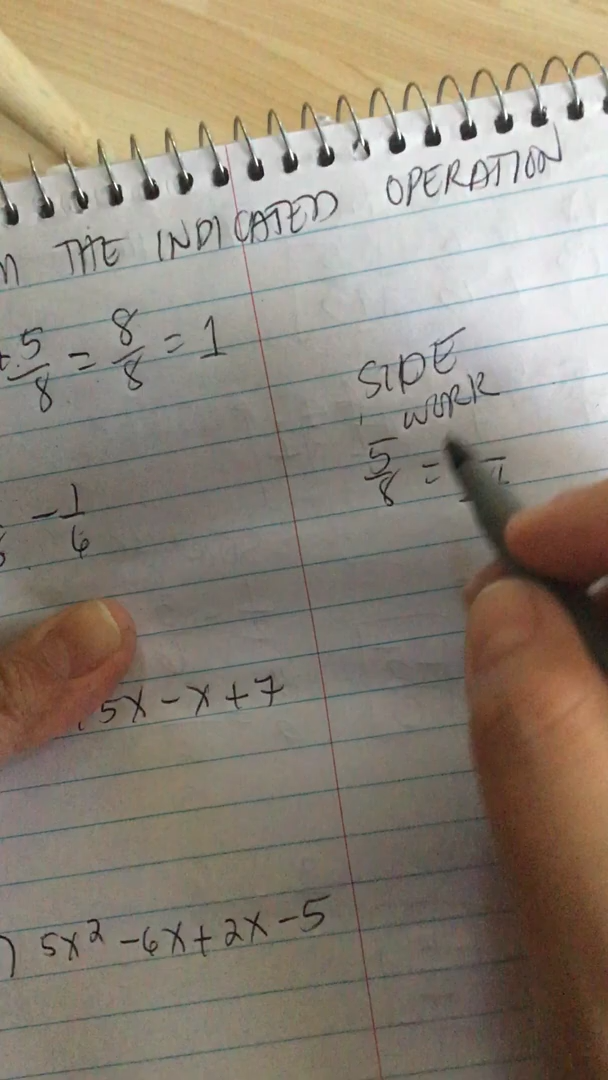 THE INDICATED OPERATION
+ 5/8 = 8/8 = 1
SIDE
WORK
5/8 =
- 1/6
5x - x + 7
) 5x² - 6x + 2x - 5